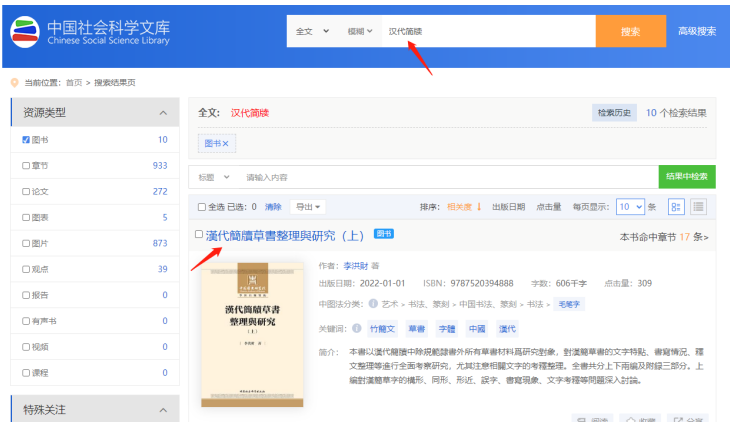 中国社会科学文库
Chinese Social Science Library
全文 模糊 汉代简牍 搜索 高级搜索
当前位置：首页 > 搜索结果页
资源类型
图书 10
章节 933
论文 272
图表 5
图片 873
观点 39
报告 0
有声书 0
视频 0
课程 0
特殊关注
全文： 汉代简牍 检索历史 10 个检索结果
图书×
标题 请输入内容 结果中检索
全选 已选：0 清除 导出 排序：相关度 出版日期 点击量 每页显示：10 条
漢代簡牘草書整理與研究（上） 图书 本书命中章节 17 条>
漢代簡牘草書
整理與研究
（上）
作者：李洪财 著
出版日期：2022-01-01 ISBN：9787520394888 字数：606千字 点击量：309
中图法分类： 艺术 > 书法、篆刻 > 中国书法、篆刻 > 书法 > 毛笔字
关键词： 竹簡文 草書 字體 中國 漢代
简介： 本書以漢代簡牘中除規範隸書外所有草書材料爲研究對象，對漢簡草書的文字特點、書寫情況、釋
文整理等進行全面考察研究，尤其注意相關文字的考釋整理。全書共分上下兩編及附録三部分。上
編對漢簡草字的構形、同形、形近、誤字、書寫現象、文字考釋等問題深入討論。